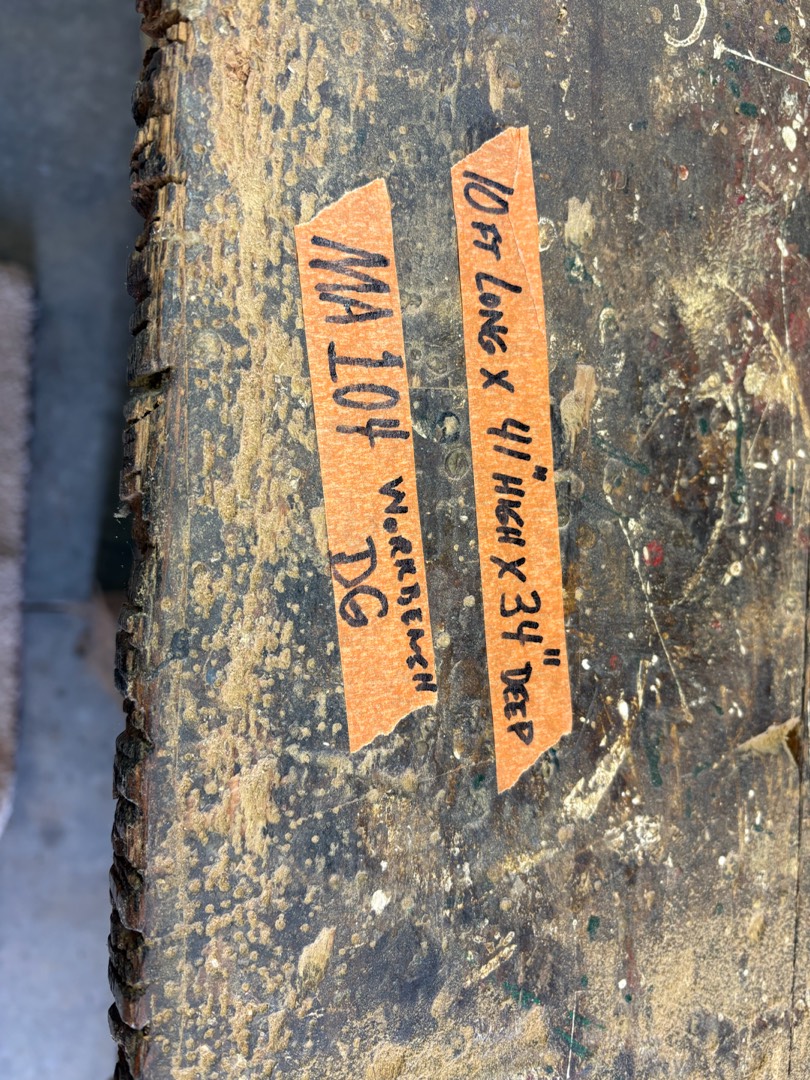 10 FT LONG X 41" HIGH X 34" DEEP
MA 104 WORKBENCH
DG